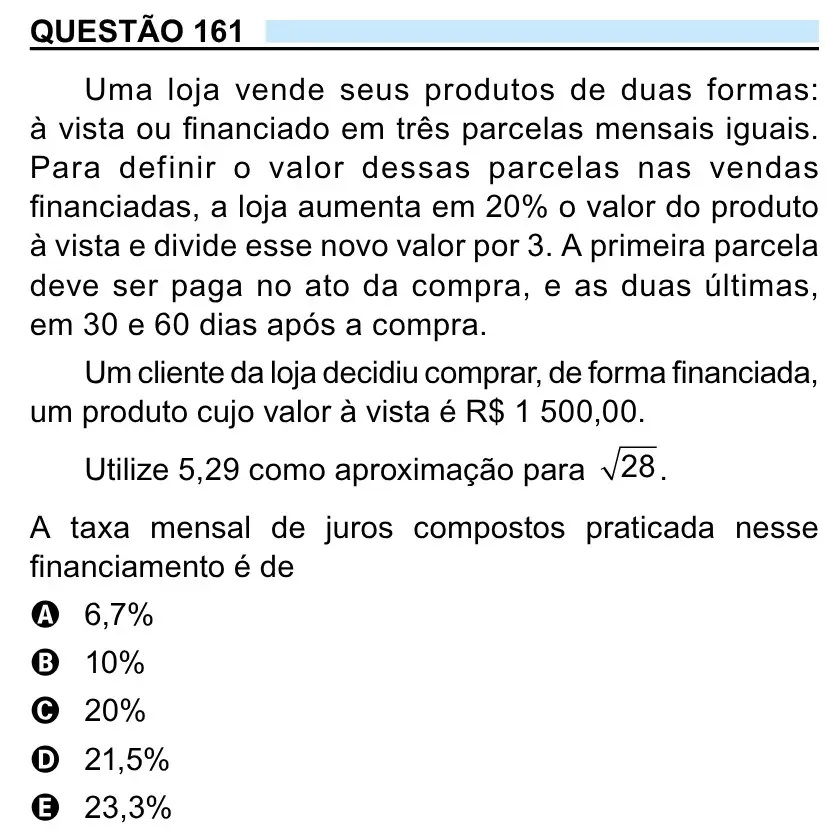 QUESTÃO 161
Uma loja vende seus produtos de duas formas:
à vista ou financiado em três parcelas mensais iguais.
Para definir o valor dessas parcelas nas vendas
financiadas, a loja aumenta em 20% o valor do produto
à vista e divide esse novo valor por 3. A primeira parcela
deve ser paga no ato da compra, e as duas últimas,
em 30 e 60 dias após a compra.
Um cliente da loja decidiu comprar, de forma financiada,
um produto cujo valor à vista é R$ 1 500,00.
Utilize 5,29 como aproximação para √28.
A taxa mensal de juros compostos praticada nesse
financiamento é de
A 6,7%
B 10%
C 20%
D 21,5%
E 23,3%